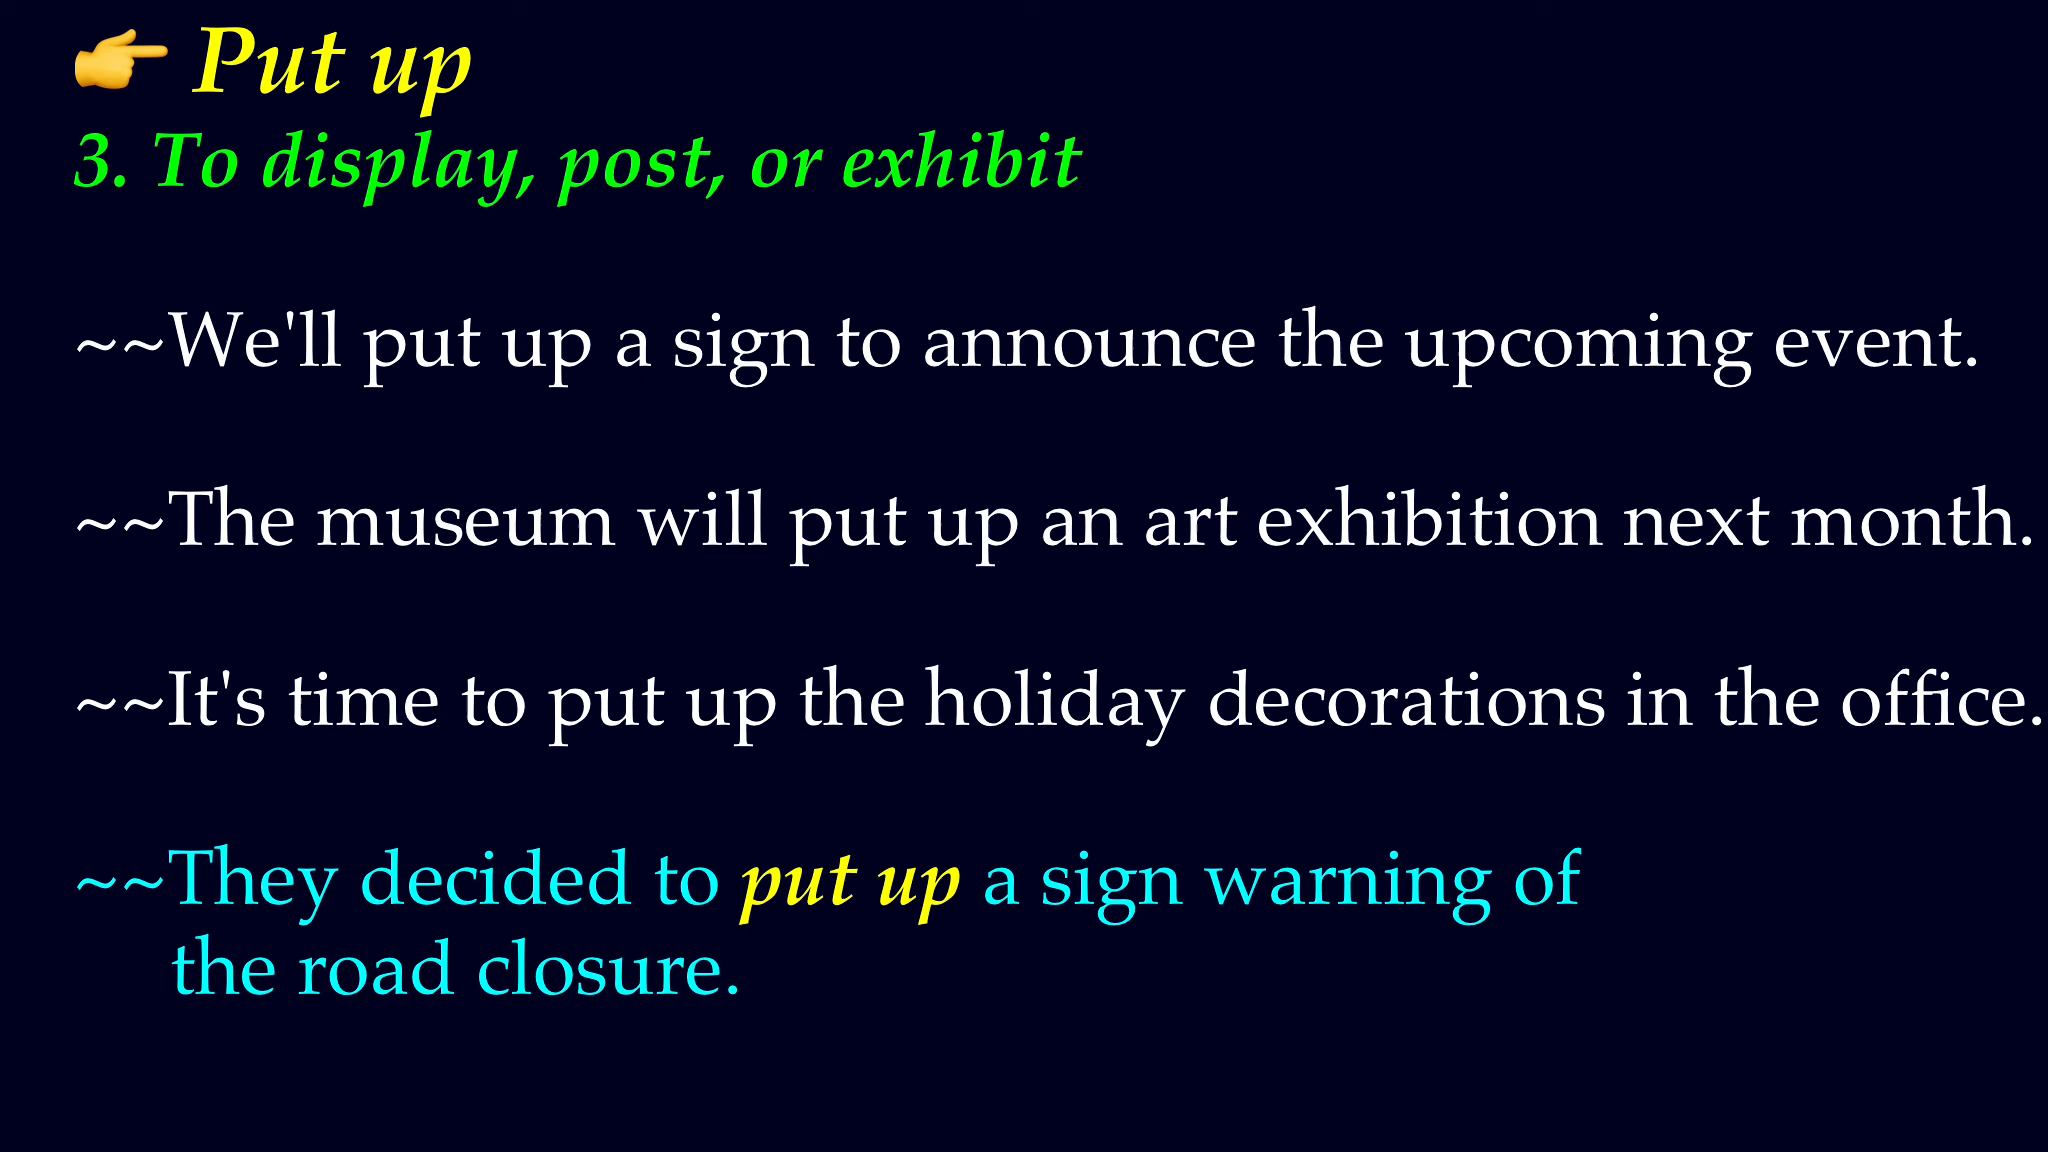 👉 Put up
3. To display, post, or exhibit
~~We'll put up a sign to announce the upcoming event.
~~The museum will put up an art exhibition next month.
~~It's time to put up the holiday decorations in the office.
~~They decided to put up a sign warning of
the road closure.